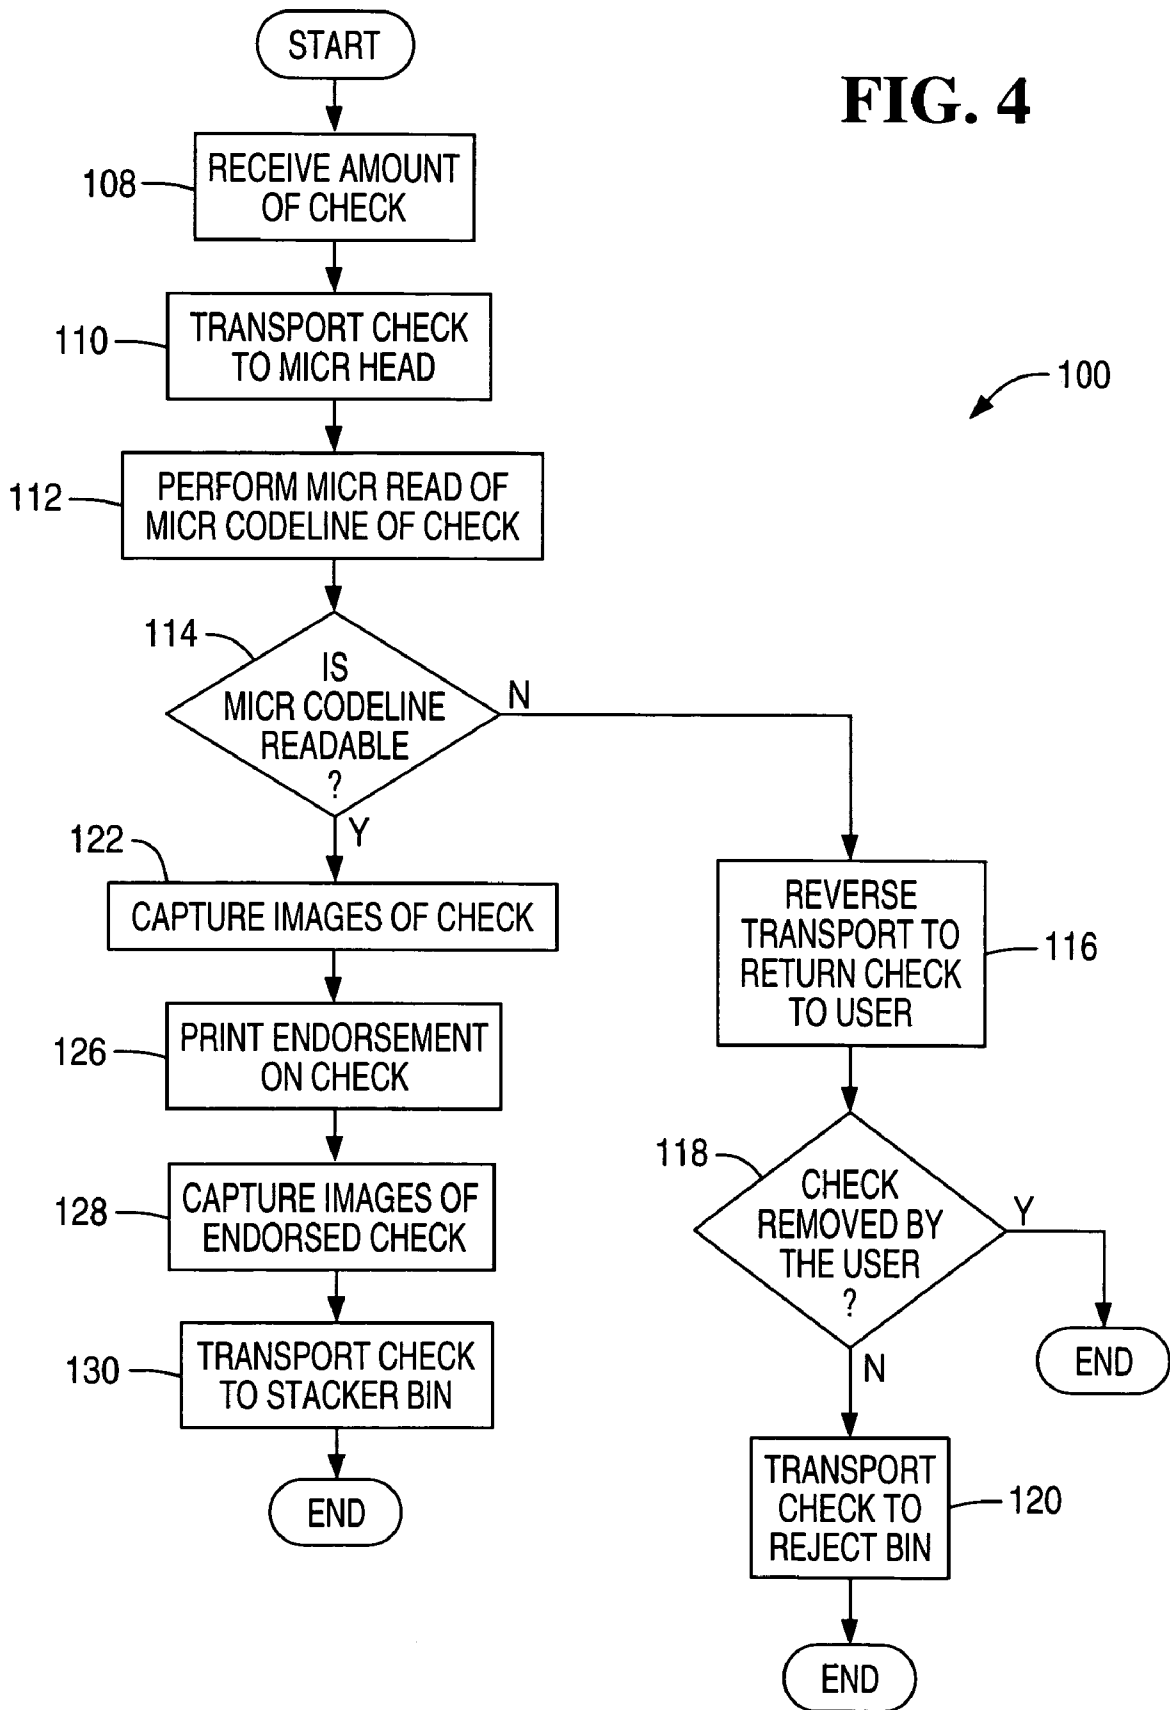 START
FIG. 4
108
RECEIVE AMOUNT
OF CHECK
110
TRANSPORT CHECK
TO MICR HEAD
100
112
PERFORM MICR READ OF
MICR CODELINE OF CHECK
114
IS
MICR CODELINE
READABLE
?
N
Y
122
CAPTURE IMAGES OF CHECK
126
PRINT ENDORSEMENT
ON CHECK
128
CAPTURE IMAGES OF
ENDORSED CHECK
130
TRANSPORT CHECK
TO STACKER BIN
END
REVERSE
TRANSPORT TO
RETURN CHECK
TO USER
116
118
CHECK
REMOVED BY
THE USER
?
Y
END
N
TRANSPORT
CHECK TO
REJECT BIN
120
END